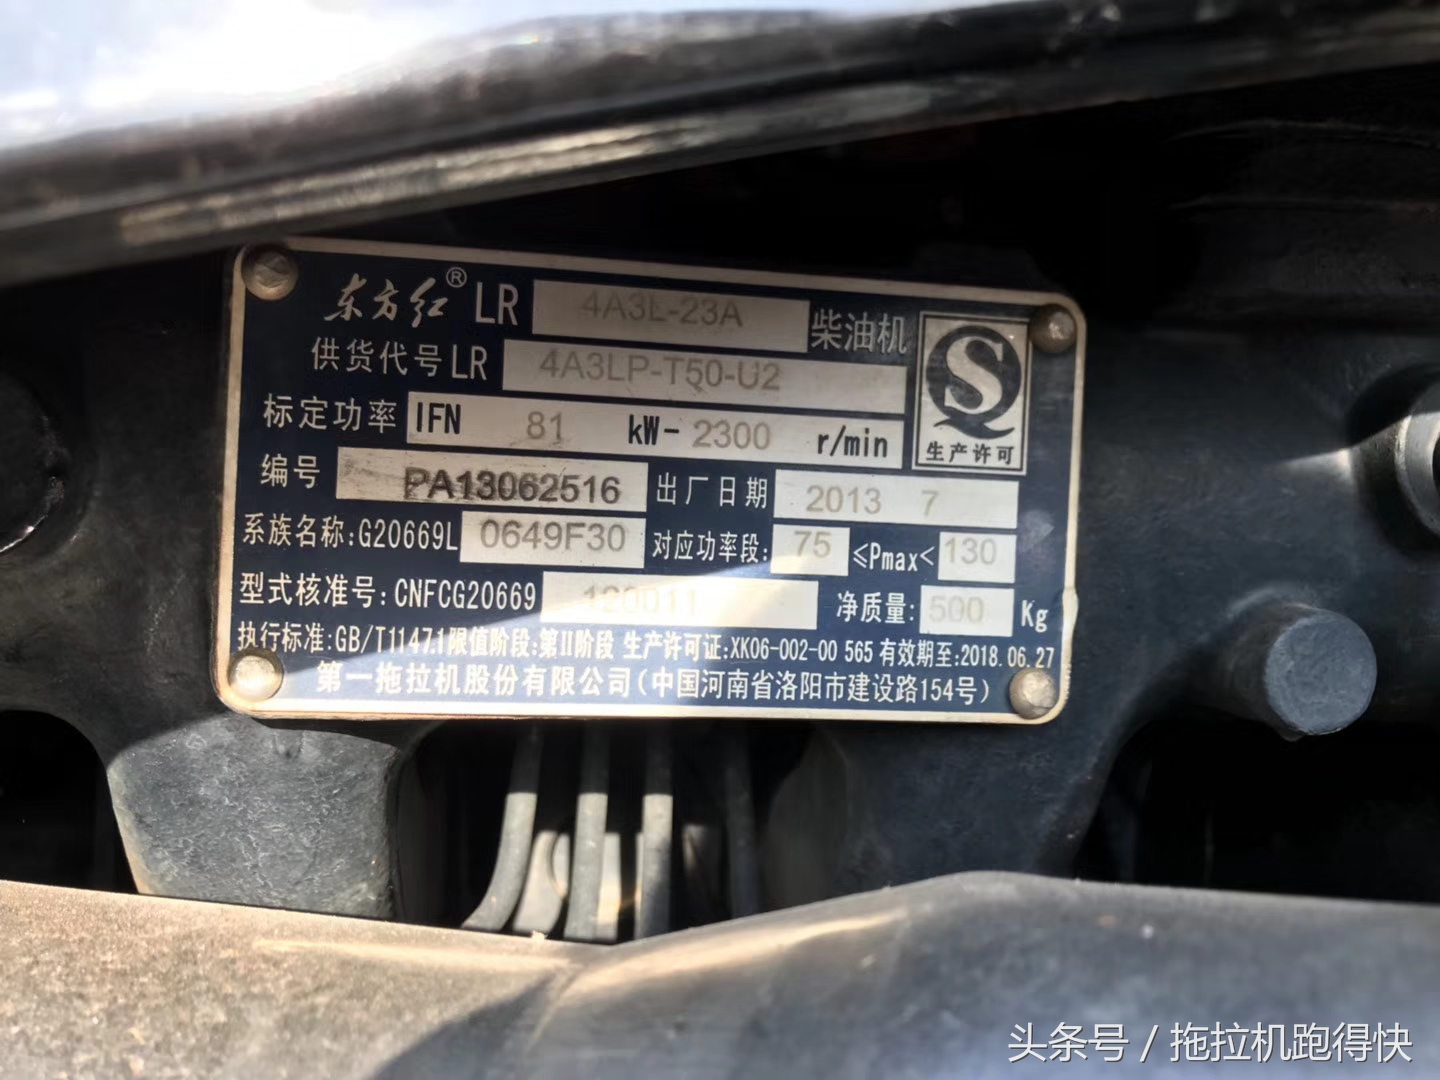 东方红® LR 4A3L-23A 柴油机
供货代号LR 4A3LP-T50-U2
标定功率 IFN 81 kW- 2300 r/min
生产许可
编号 PA13062516 出厂日期 2013 7
系族名称:G20669L 0649F30 对应功率段: 75 ≤Pmax< 130
型式核准号:CNFCG20669 120011 净质量: 500 Kg
执行标准:GB/T1147.1限值阶段:第II阶段 生产许可证:XK06-002-00 565 有效期至:2018.06.27
第一拖拉机股份有限公司(中国河南省洛阳市建设路154号)
头条号 / 拖拉机跑得快